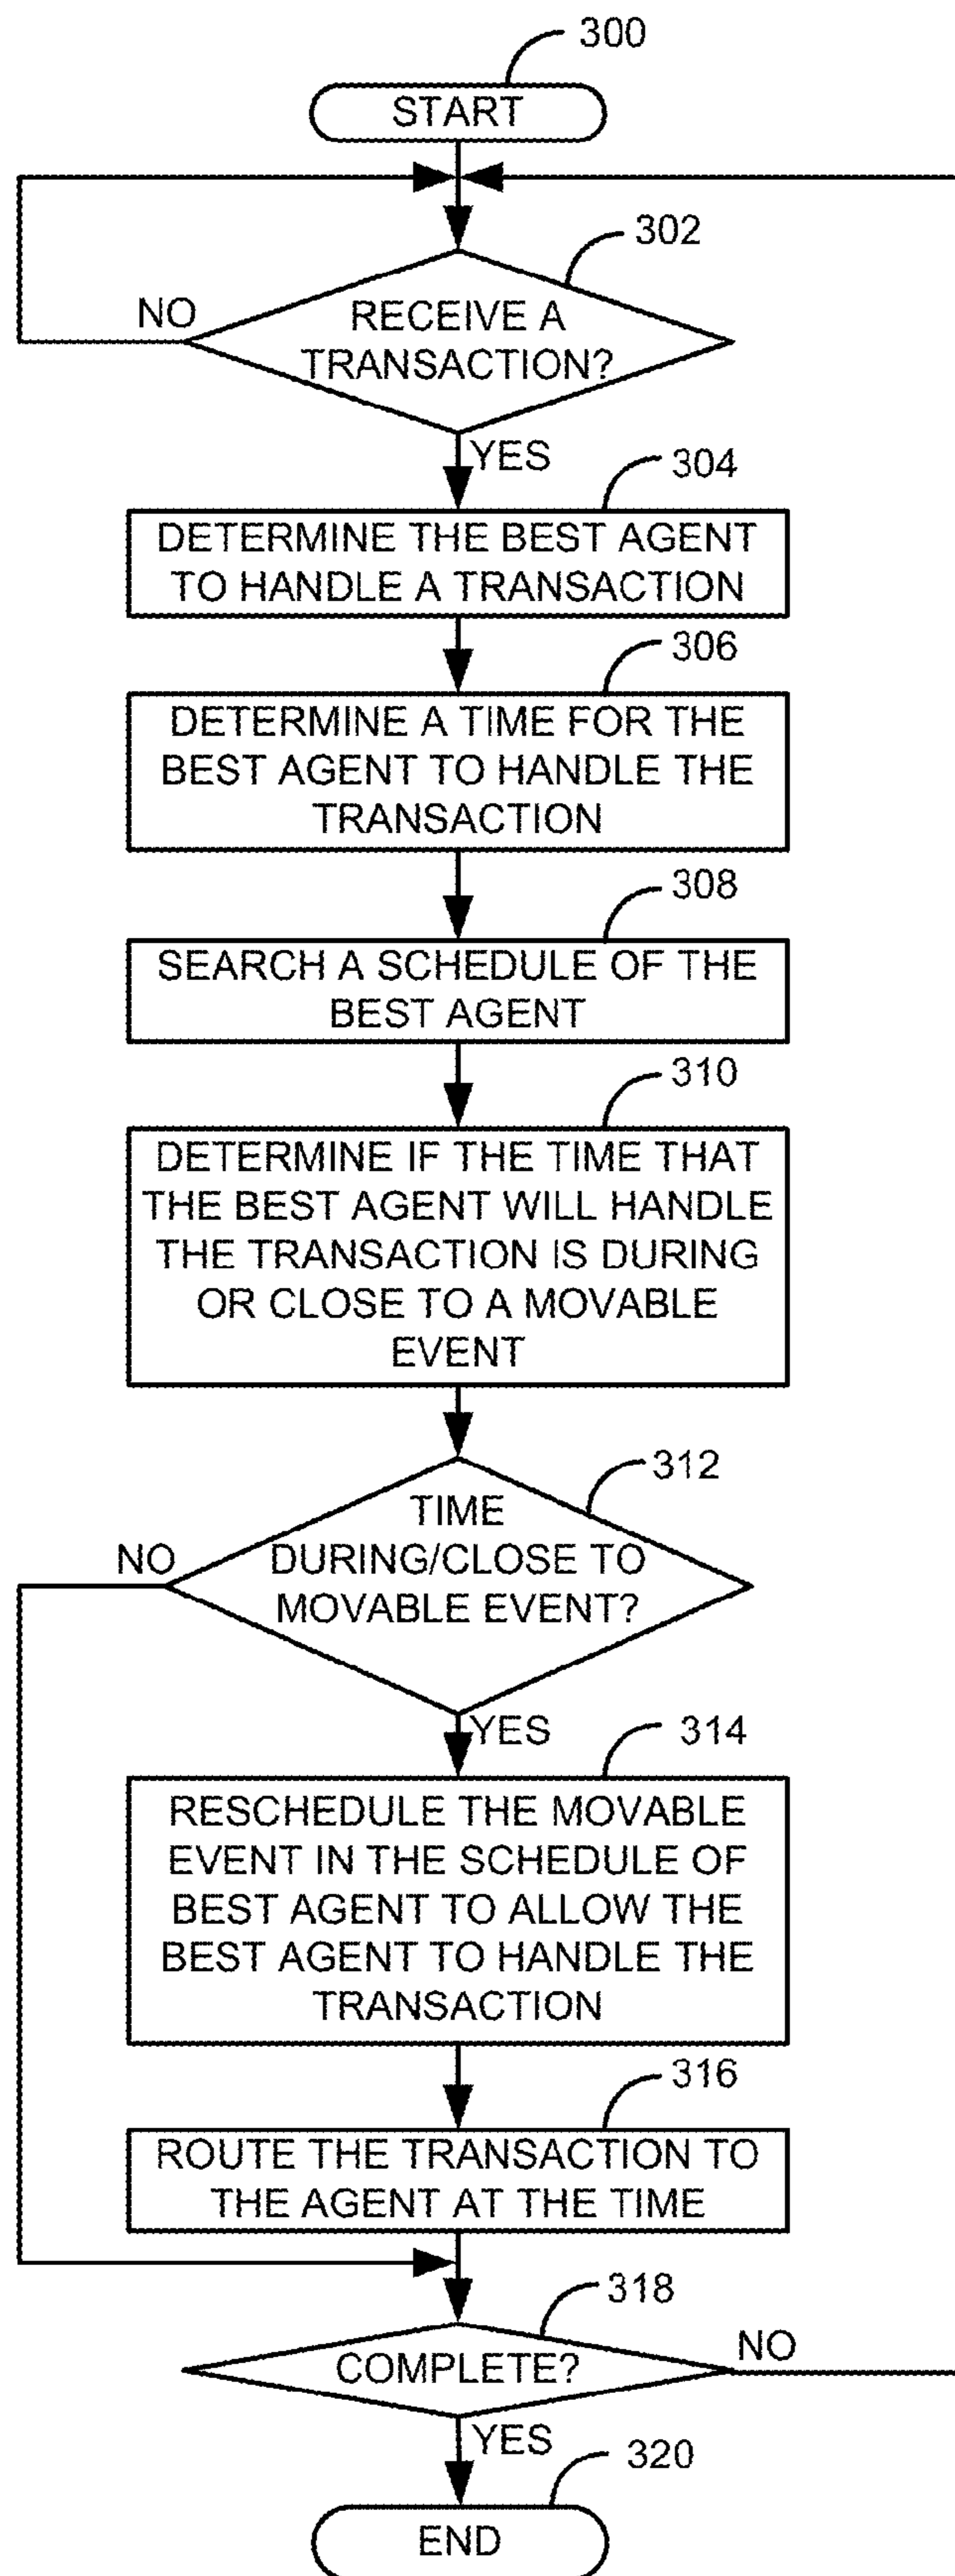 300
START
302
NO
RECEIVE A
TRANSACTION?
YES
304
DETERMINE THE BEST AGENT
TO HANDLE A TRANSACTION
306
DETERMINE A TIME FOR THE
BEST AGENT TO HANDLE THE
TRANSACTION
308
SEARCH A SCHEDULE OF THE
BEST AGENT
310
DETERMINE IF THE TIME THAT
THE BEST AGENT WILL HANDLE
THE TRANSACTION IS DURING
OR CLOSE TO A MOVABLE
EVENT
312
NO
TIME
DURING/CLOSE TO
MOVABLE EVENT?
YES
314
RESCHEDULE THE MOVABLE
EVENT IN THE SCHEDULE OF
BEST AGENT TO ALLOW THE
BEST AGENT TO HANDLE THE
TRANSACTION
316
ROUTE THE TRANSACTION TO
THE AGENT AT THE TIME
318
NO
COMPLETE?
YES
320
END